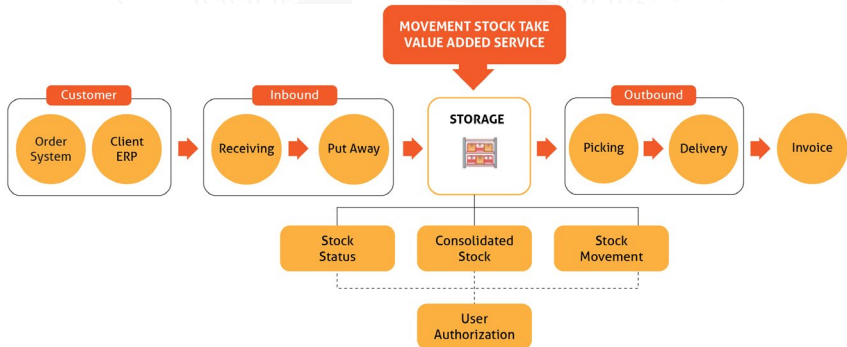 MOVEMENT STOCK TAKE
VALUE ADDED SERVICE
Customer
Inbound
Outbound
Order
System
Client
ERP
Receiving
Put Away
STORAGE
Picking
Delivery
Invoice
Stock
Status
Consolidated
Stock
Stock
Movement
User
Authorization